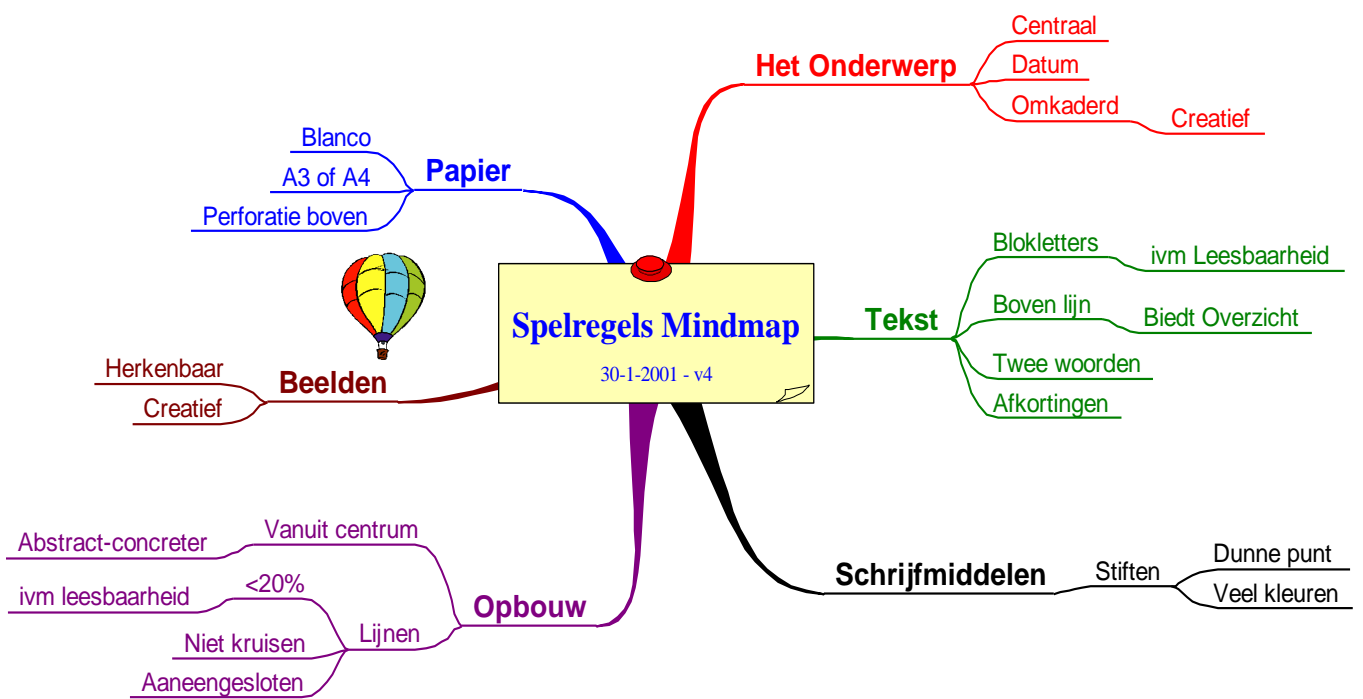 Spelregels Mindmap
30-1-2001 - v4
Het Onderwerp
Centraal
Datum
Omkaderd
Creatief
Tekst
Blokletters
ivm Leesbaarheid
Boven lijn
Biedt Overzicht
Twee woorden
Afkortingen
Schrijfmiddelen
Stiften
Dunne punt
Veel kleuren
Opbouw
Vanuit centrum
Abstract-concreter
Lijnen
<20%
ivm leesbaarheid
Niet kruisen
Aaneengesloten
Beelden
Herkenbaar
Creatief
Papier
Blanco
A3 of A4
Perforatie boven